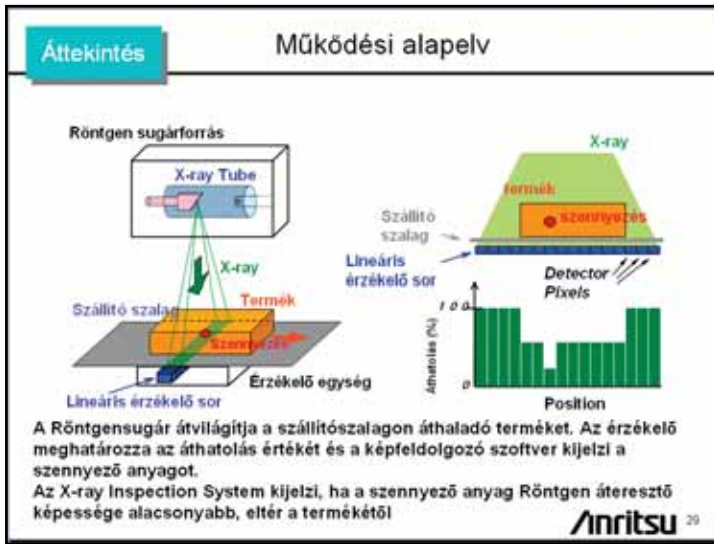 Áttekintés
Működési alapelv
Röntgen sugárforrás
X-ray Tube
X-ray
Szállító szalag
Termék
Szennyezés
Érzékelő egység
Lineáris érzékelő sor
X-ray
termék
szennyezés
Szállító
szalag
Lineáris
érzékelő sor
Detector
Pixels
100
0
Áthatolás (%)
Position
A Röntgensugár átvilágítja a szállítószalagon áthaladó terméket. Az érzékelő
meghatározza az áthatolás értékét és a képfeldolgozó szoftver kijelzi a
szennyező anyagot.
Az X-ray Inspection System kijelzi, ha a szennyező anyag Röntgen áteresztő
képessége alacsonyabb, eltér a termékétől
Anritsu
29